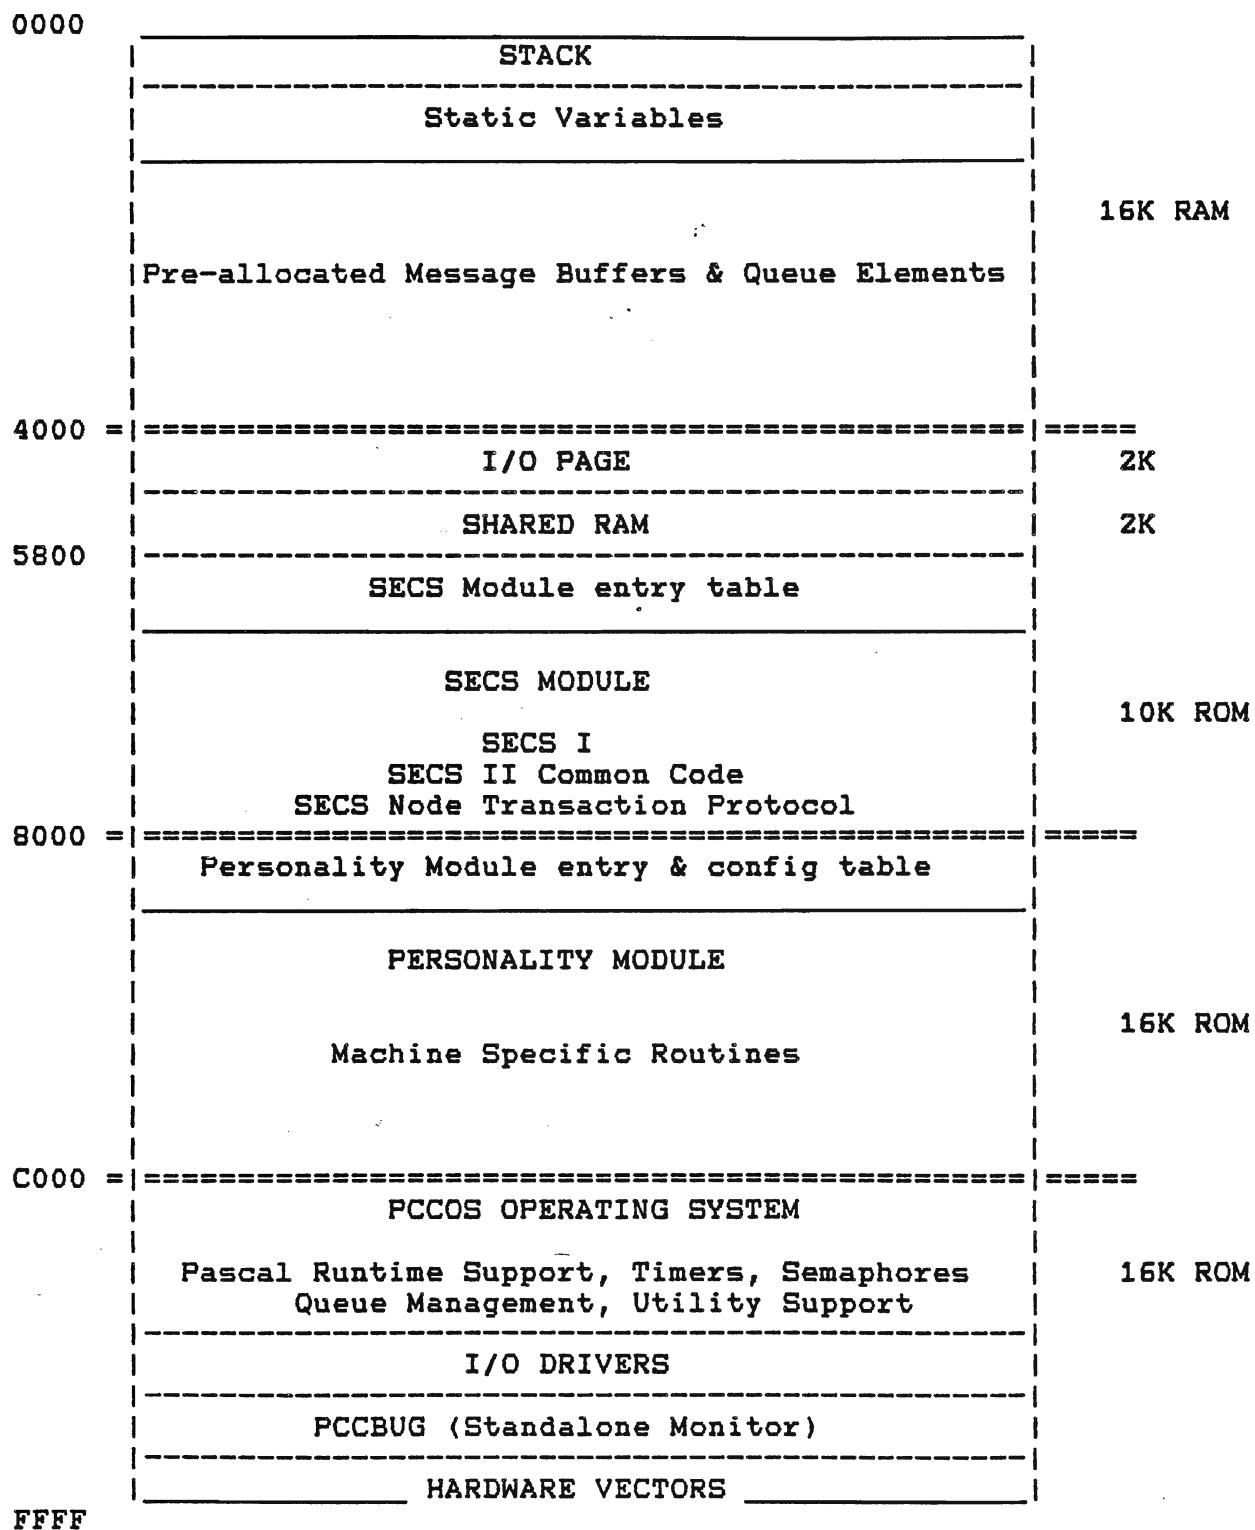 0000
STACK
Static Variables
16K RAM
Pre-allocated Message Buffers & Queue Elements
4000
I/O PAGE 2K
SHARED RAM 2K
5800
SECS Module entry table
SECS MODULE
10K ROM
SECS I
SECS II Common Code
SECS Node Transaction Protocol
8000
Personality Module entry & config table
PERSONALITY MODULE
16K ROM
Machine Specific Routines
C000
PCCOS OPERATING SYSTEM
Pascal Runtime Support, Timers, Semaphores 16K ROM
Queue Management, Utility Support
I/O DRIVERS
PCCBUG (Standalone Monitor)
HARDWARE VECTORS
FFFF